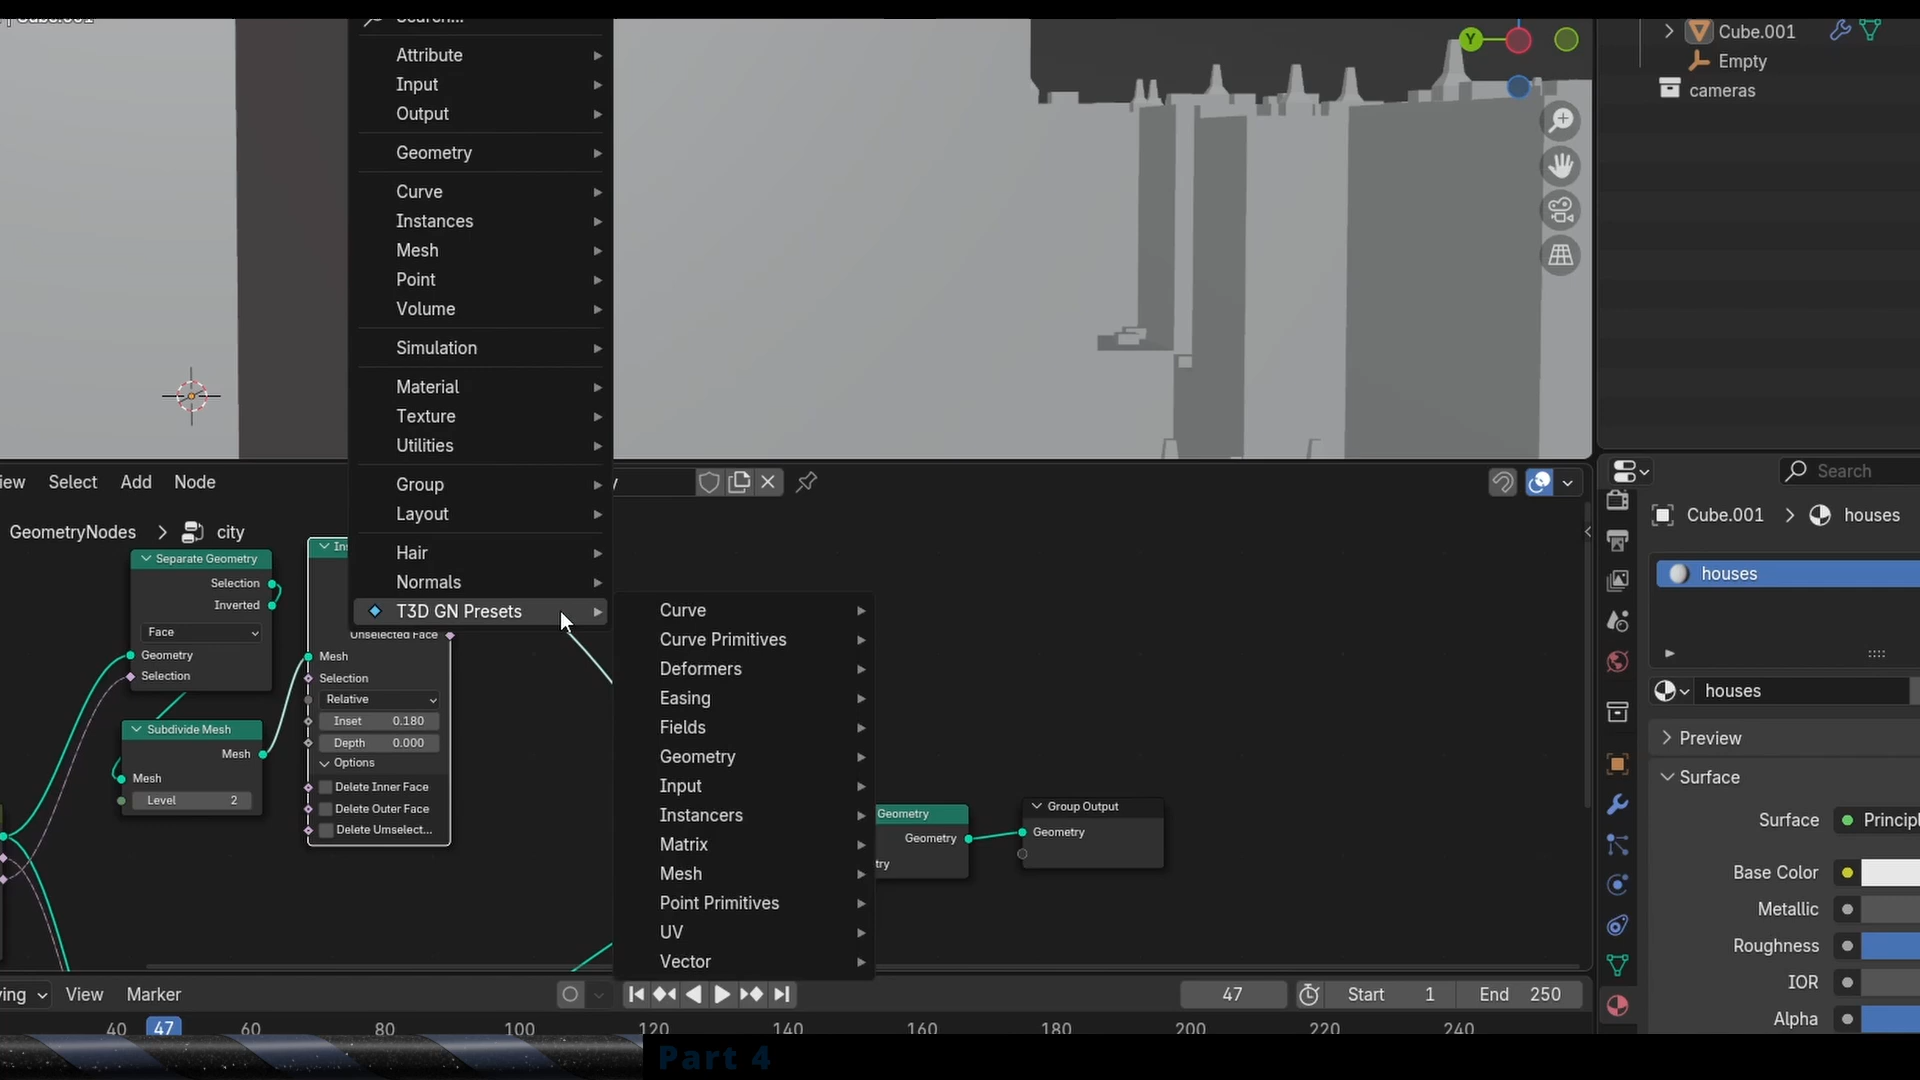 Search...
Attribute
Input
Output
Geometry
Curve
Instances
Mesh
Point
Volume
Simulation
Material
Texture
Utilities
Group
Layout
Hair
Normals
T3D GN Presets
Curve
Curve Primitives
Deformers
Easing
Fields
Geometry
Input
Instancers
Matrix
Mesh
Point Primitives
UV
Vector
Y
Cube.001
Empty
cameras
Select Add Node
GeometryNodes city
Separate Geometry
Selection
Inverted
Face
Geometry
Selection
Subdivide Mesh
Mesh
Mesh
Level 2
Unselected Face
Mesh
Selection
Relative
Inset 0.180
Depth 0.000
Options
Delete Inner Face
Delete Outer Face
Delete Unselect...
Geometry
Geometry
Group Output
Geometry
Search
Cube.001 > houses
houses
houses
Preview
Surface
Surface Principl
Base Color
Metallic
Roughness
IOR
Alpha
View Marker
47 Start 1 End 250
40 47 60 80 100 120 140 160 180 200 220 240
Part 4